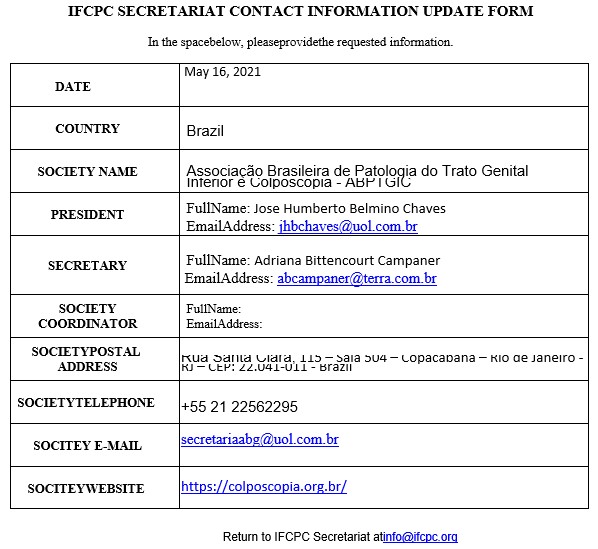 IFCPC SECRETARIAT CONTACT INFORMATION UPDATE FORM
In the spacebelow, pleaseprovidethe requested information.
DATE
May 16, 2021
COUNTRY
Brazil
SOCIETY NAME
Associação Brasileira de Patologia do Trato Genital
Inferior e Colposcopia - ABPTGIC
PRESIDENT
FullName: Jose Humberto Belmino Chaves
EmailAddress: jhbchaves@uol.com.br
SECRETARY
FullName: Adriana Bittencourt Campaner
EmailAddress: abcampaner@terra.com.br
SOCIETY
COORDINATOR
FullName:
EmailAddress:
SOCIETYPOSTAL
ADDRESS
Rua Santa Clara, 115 – Sala 504 – Copacabana – Rio de Janeiro -
RJ – CEP: 22.041-011 - Brazil
SOCIETYTELEPHONE
+55 21 22562295
SOCITEY E-MAIL
secretariaabg@uol.com.br
SOCITEYWEBSITE
https://colposcopia.org.br/
Return to IFCPC Secretariat atinfo@ifcpc.org